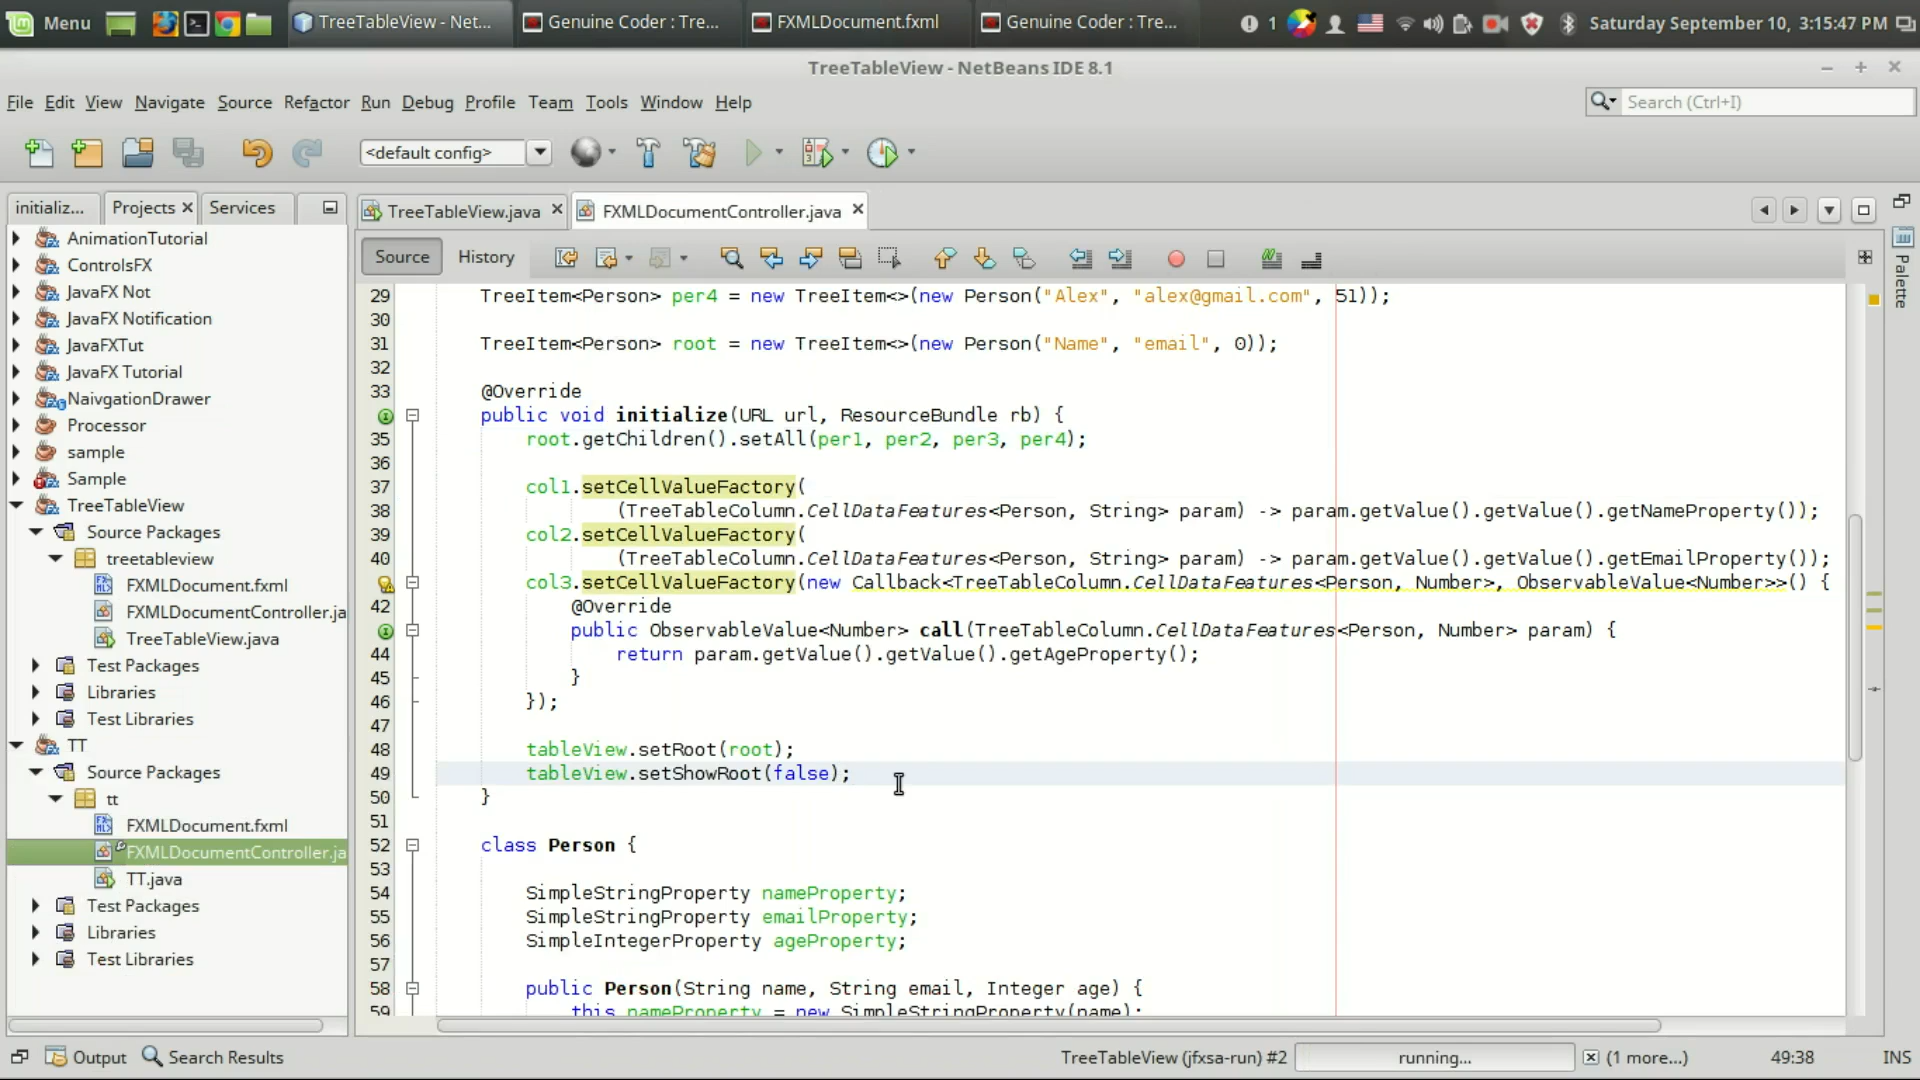 Menu
TreeTableView - Net...
Genuine Coder : Tre...
FXMLDocument.fxml
Genuine Coder : Tre...
1
Saturday September 10, 3:15:47 PM
TreeTableView - NetBeans IDE 8.1
File Edit View Navigate Source Refactor Run Debug Profile Team Tools Window Help
Search (Ctrl+I)
<default config>
initializ...
Projects
Services
TreeTableView.java
FXMLDocumentController.java
Source
History
Palette
AnimationTutorial
ControlsFX
JavaFX Not
JavaFX Notification
JavaFXTut
JavaFX Tutorial
NaivgationDrawer
Processor
sample
Sample
TreeTableView
Source Packages
treetableview
FXMLDocument.fxml
FXMLDocumentController.ja
TreeTableView.java
Test Packages
Libraries
Test Libraries
TT
Source Packages
tt
FXMLDocument.fxml
FXMLDocumentController.ja
TT.java
Test Packages
Libraries
Test Libraries
29 TreeItem<Person> per4 = new TreeItem<>(new Person("Alex", "alex@gmail.com", 51));
30
31 TreeItem<Person> root = new TreeItem<>(new Person("Name", "email", 0));
32
33 @Override
public void initialize(URL url, ResourceBundle rb) {
35 root.getChildren().setAll(per1, per2, per3, per4);
36
37 col1.setCellValueFactory(
38 (TreeTableColumn.CellDataFeatures<Person, String> param) -> param.getValue().getValue().getNameProperty());
39 col2.setCellValueFactory(
40 (TreeTableColumn.CellDataFeatures<Person, String> param) -> param.getValue().getValue().getEmailProperty());
col3.setCellValueFactory(new Callback<TreeTableColumn.CellDataFeatures<Person, Number>, ObservableValue<Number>>() {
42 @Override
public ObservableValue<Number> call(TreeTableColumn.CellDataFeatures<Person, Number> param) {
44 return param.getValue().getValue().getAgeProperty();
45 }
46 });
47
48 tableView.setRoot(root);
49 tableView.setShowRoot(false);
50 }
51
52 class Person {
53
54 SimpleStringProperty nameProperty;
55 SimpleStringProperty emailProperty;
56 SimpleIntegerProperty ageProperty;
57
58 public Person(String name, String email, Integer age) {
59 this nameProperty = new SimpleStringProperty(name);
Output
Search Results
TreeTableView (jfxsa-run) #2
running...
(1 more...)
49:38
INS